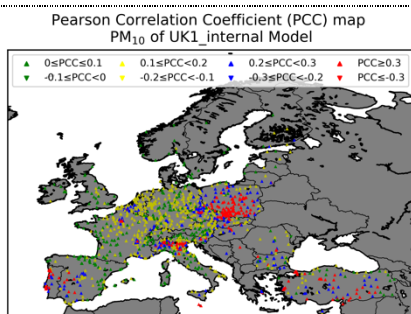 Pearson Correlation Coefficient (PCC) map
PM₁₀ of UK1_internal Model
0≤PCC≤0.1 0.1≤PCC<0.2 0.2≤PCC<0.3 PCC≥0.3
-0.1≤PCC<0 -0.2≤PCC<-0.1 -0.3≤PCC<-0.2 PCC≤-0.3